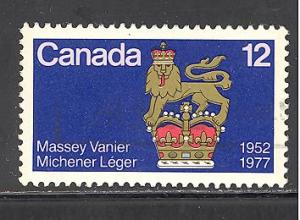 Canada 12
Massey Vanier 1952
Michener Léger 1977